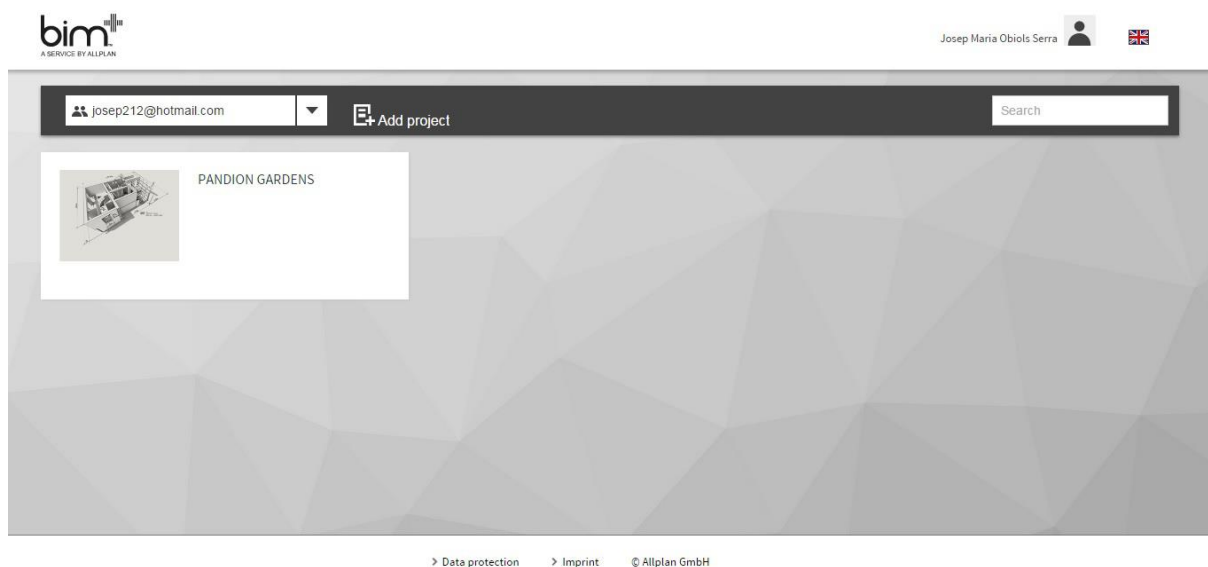 bim+
A SERVICE BY ALLPLAN
Josep Maria Obiols Serra
josep212@hotmail.com
Add project
Search
PANDION GARDENS
> Data protection > Imprint © Allplan GmbH